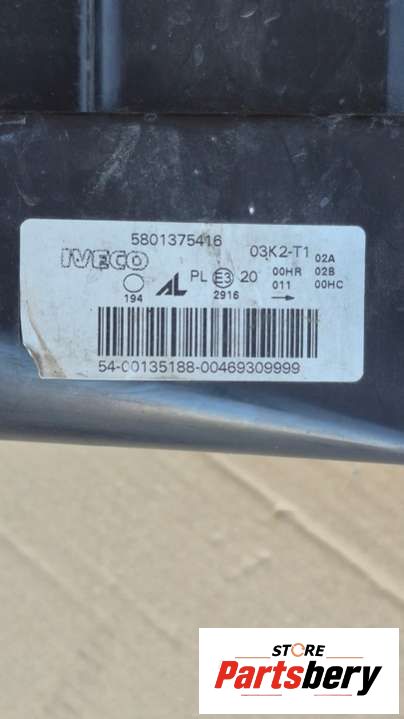 5801375416
IVECO 03K2-T1 02A
AL PL E3 20 00HR 02B
194 2916 011 → 00HC
54-00135188-00469309999
STORE
Partsbery